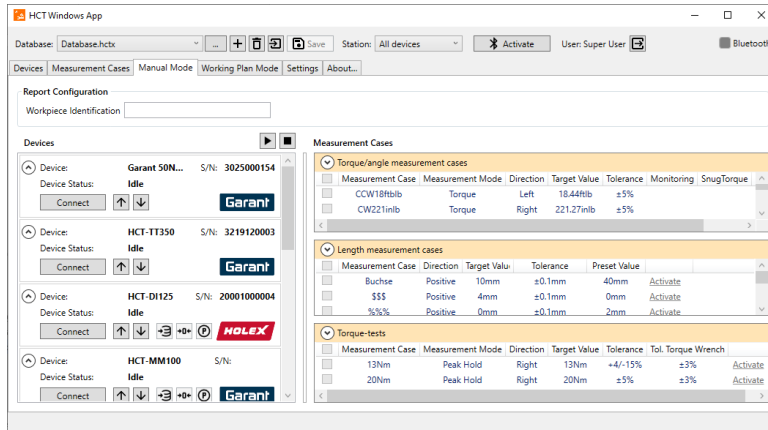 HCT Windows App
Database: Database.hctx ... Save Station: All devices Activate User: Super User Bluetooth
Devices Measurement Cases Manual Mode Working Plan Mode Settings About...
Report Configuration
Workpiece Identification
Devices
Device: Garant 50N... S/N: 3025000154
Device Status: Idle
Connect Garant
Device: HCT-TT350 S/N: 3219120003
Device Status: Idle
Connect Garant
Device: HCT-DI125 S/N: 20001000004
Device Status: Idle
Connect +0+ P HOLEX
Device: HCT-MM100 S/N:
Device Status: Idle
Connect +0+ P Garant
Measurement Cases
Torque/angle measurement cases
Measurement Case Measurement Mode Direction Target Value Tolerance Monitoring SnugTorque
CCW18ftblb Torque Left 18.44ftlb ±5%
CW221inlb Torque Right 221.27inlb ±5%
Length measurement cases
Measurement Case Direction Target Valu Tolerance Preset Value
Buchse Positive 10mm ±0.1mm 40mm Activate
$$$ Positive 4mm ±0.1mm 0mm Activate
%%% Positive 0mm ±0.1mm 2mm Activate
Torque-tests
Measurement Case Measurement Mode Direction Target Value Tolerance Tol. Torque Wrench
13Nm Peak Hold Right 13Nm +4/-15% ±3% Activate
20Nm Peak Hold Right 20Nm ±5% ±3% Activate